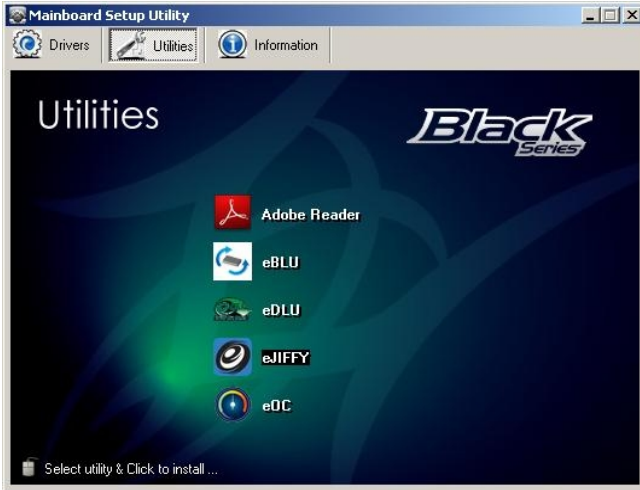 Mainboard Setup Utility
Drivers Utilities Information
Utilities
Black
Series
Adobe Reader
eBLU
eDLU
eJIFFY
eOC
Select utility & Click to install ...